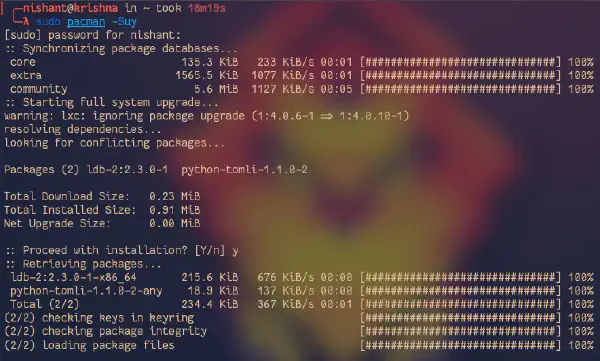 nishant@krishna in ~ took 18m19s
λ sudo pacman -Suy
[sudo] password for nishant:
:: Synchronizing package databases...
core 135.3 KiB 233 KiB/s 00:01 [##############################] 100%
extra 1565.5 KiB 1077 KiB/s 00:01 [##############################] 100%
community 5.6 MiB 1127 KiB/s 00:05 [##############################] 100%
:: Starting full system upgrade...
warning: lxc: ignoring package upgrade (1:4.0.6-1 => 1:4.0.10-1)
resolving dependencies...
looking for conflicting packages...
Packages (2) ldb-2:2.3.0-1 python-tomli-1.1.0-2
Total Download Size: 0.23 MiB
Total Installed Size: 0.91 MiB
Net Upgrade Size: 0.00 MiB
:: Proceed with installation? [Y/n] y
:: Retrieving packages...
ldb-2:2.3.0-1-x86_64 215.6 KiB 676 KiB/s 00:00 [##############################] 100%
python-tomli-1.1.0-2-any 18.9 KiB 137 KiB/s 00:00 [##############################] 100%
Total (2/2) 234.4 KiB 367 KiB/s 00:01 [##############################] 100%
(2/2) checking keys in keyring [##############################] 100%
(2/2) checking package integrity [##############################] 100%
(2/2) loading package files [##############################] 100%